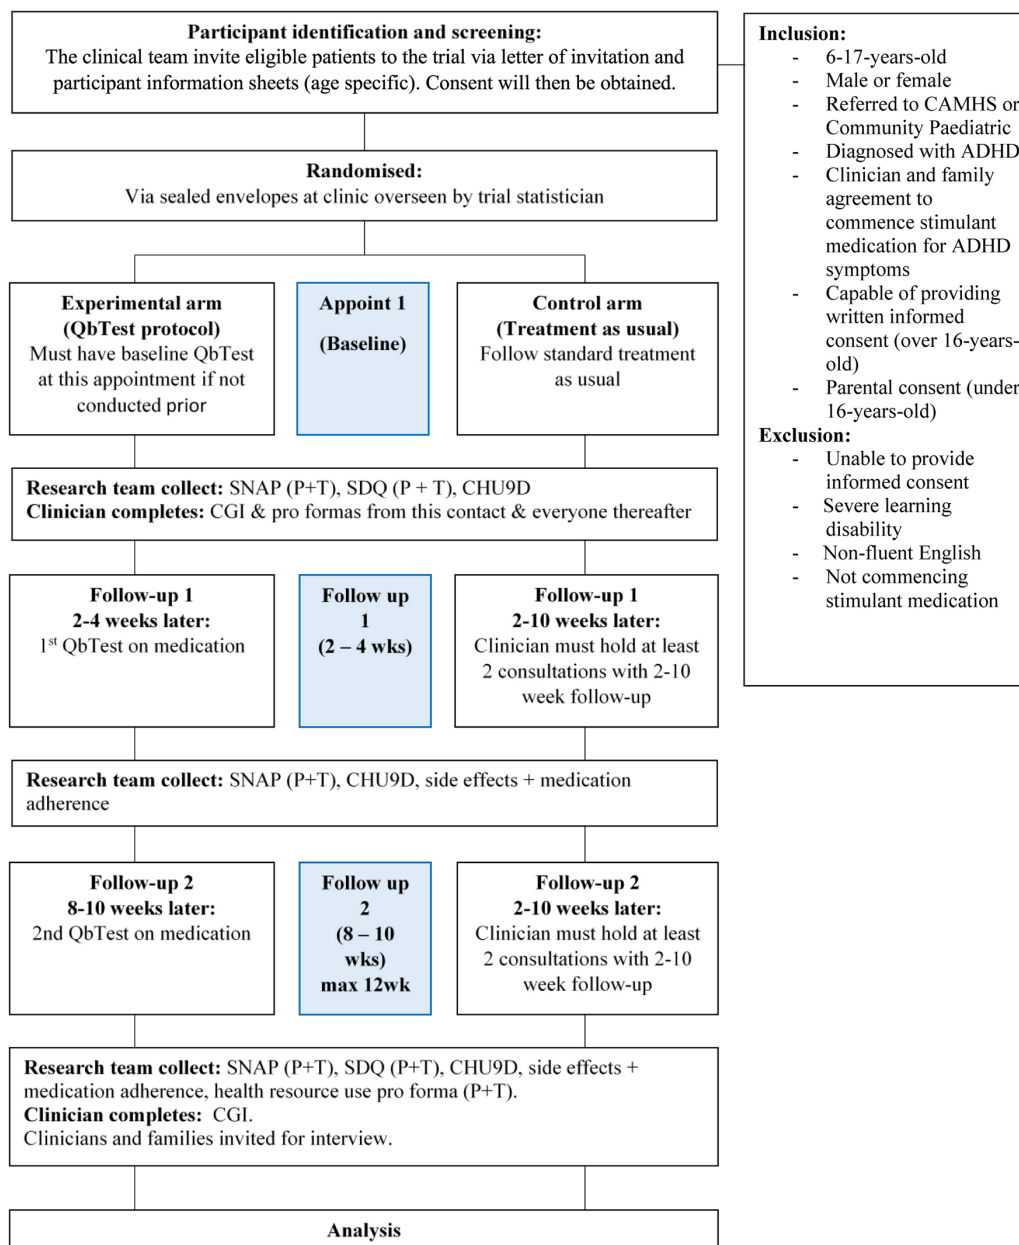 Participant identification and screening:
The clinical team invite eligible patients to the trial via letter of invitation and
participant information sheets (age specific). Consent will then be obtained.
Randomised:
Via sealed envelopes at clinic overseen by trial statistician
Experimental arm
(QbTest protocol)
Must have baseline QbTest
at this appointment if not
conducted prior
Appoint 1
(Baseline)
Control arm
(Treatment as usual)
Follow standard treatment
as usual
Research team collect: SNAP (P+T), SDQ (P + T), CHU9D
Clinician completes: CGI & pro formas from this contact & everyone thereafter
Follow-up 1
2-4 weeks later:
1st QbTest on medication
Follow up
1
(2 – 4 wks)
Follow-up 1
2-10 weeks later:
Clinician must hold at least
2 consultations with 2-10
week follow-up
Research team collect: SNAP (P+T), CHU9D, side effects + medication
adherence
Follow-up 2
8-10 weeks later:
2nd QbTest on medication
Follow up
2
(8 – 10
wks)
max 12wk
Follow-up 2
2-10 weeks later:
Clinician must hold at least
2 consultations with 2-10
week follow-up
Research team collect: SNAP (P+T), SDQ (P+T), CHU9D, side effects +
medication adherence, health resource use pro forma (P+T).
Clinician completes: CGI.
Clinicians and families invited for interview.
Analysis
Inclusion:
- 6-17-years-old
- Male or female
- Referred to CAMHS or
Community Paediatric
- Diagnosed with ADHD
- Clinician and family
agreement to
commence stimulant
medication for ADHD
symptoms
- Capable of providing
written informed
consent (over 16-years-
old)
- Parental consent (under
16-years-old)
Exclusion:
- Unable to provide
informed consent
- Severe learning
disability
- Non-fluent English
- Not commencing
stimulant medication